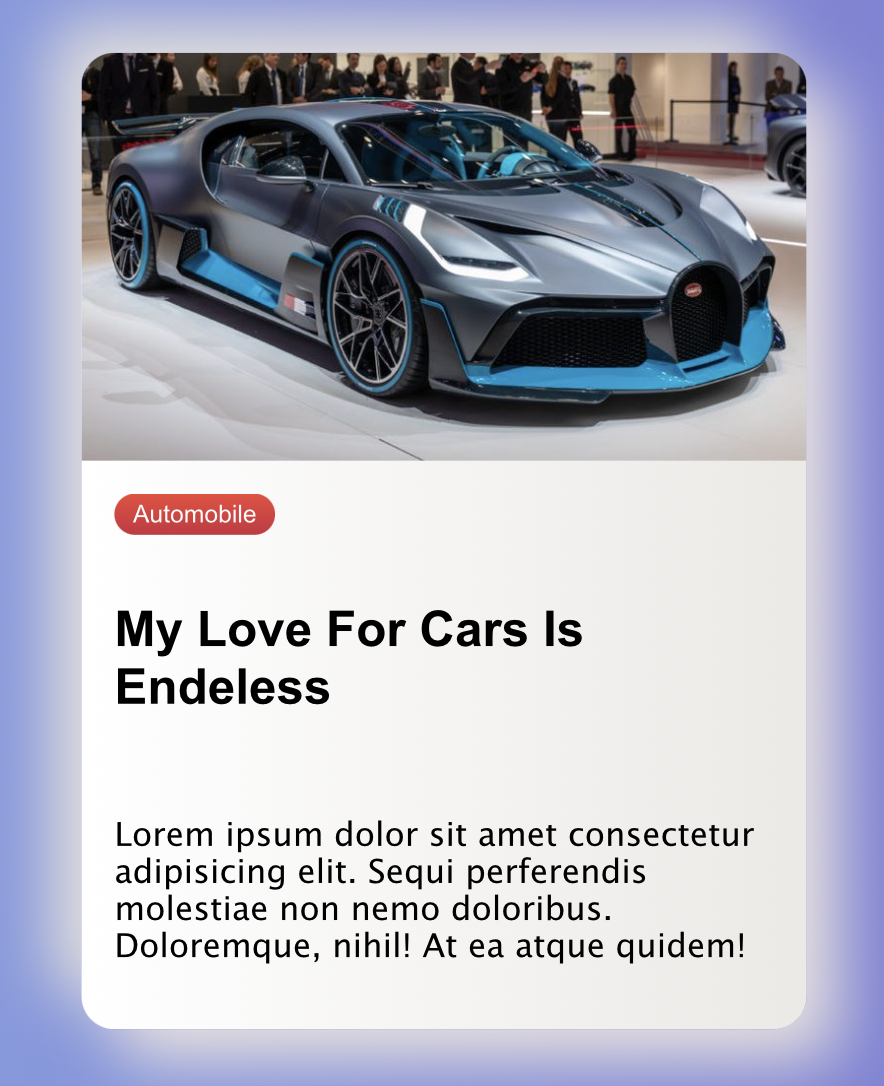 Automobile
My Love For Cars Is
Endeless
Lorem ipsum dolor sit amet consectetur
adipisicing elit. Sequi perferendis
molestiae non nemo doloribus.
Doloremque, nihil! At ea atque quidem!